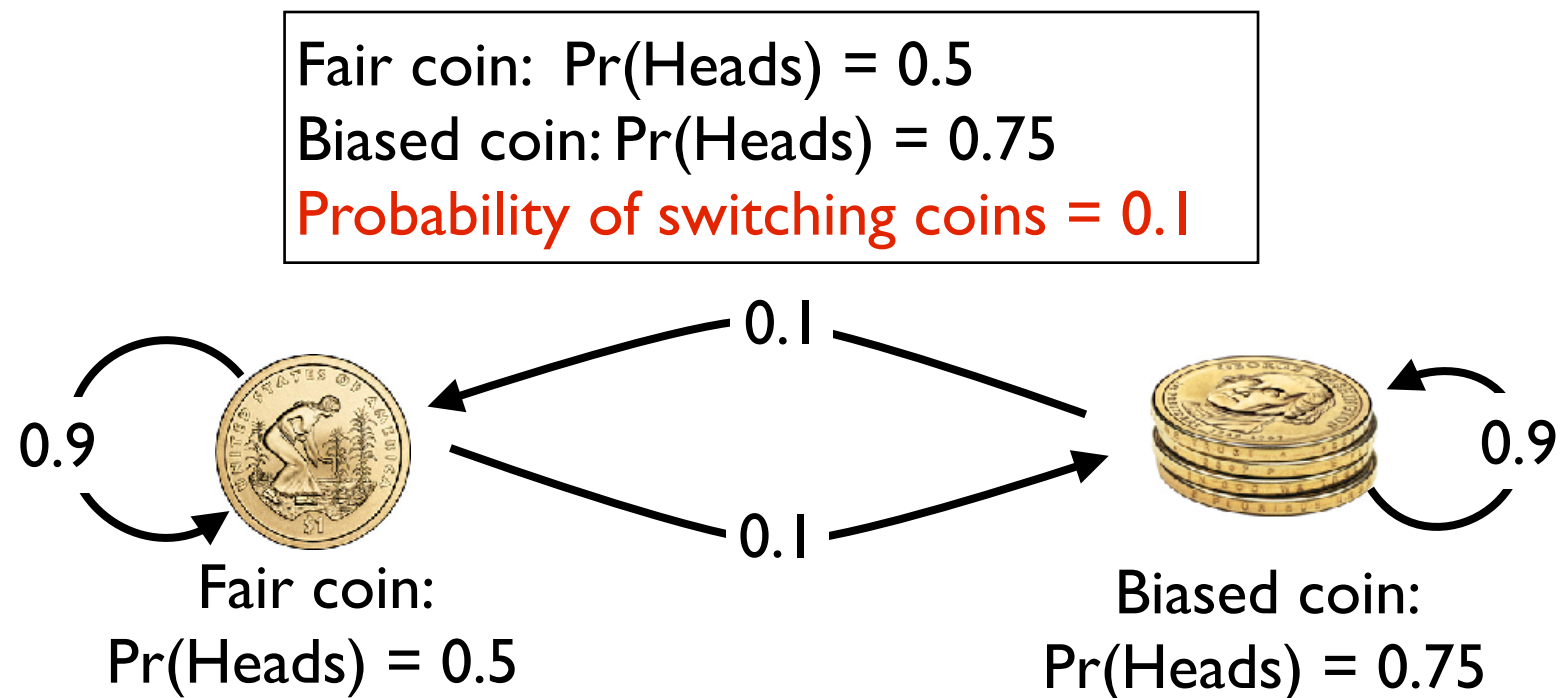 Fair coin: Pr(Heads) = 0.5
Biased coin: Pr(Heads) = 0.75
Probability of switching coins = 0.1
0.1
0.9
UNITED STATES OF AMERICA
$1
0.9
0.1
Fair coin:
Pr(Heads) = 0.5
Biased coin:
Pr(Heads) = 0.75